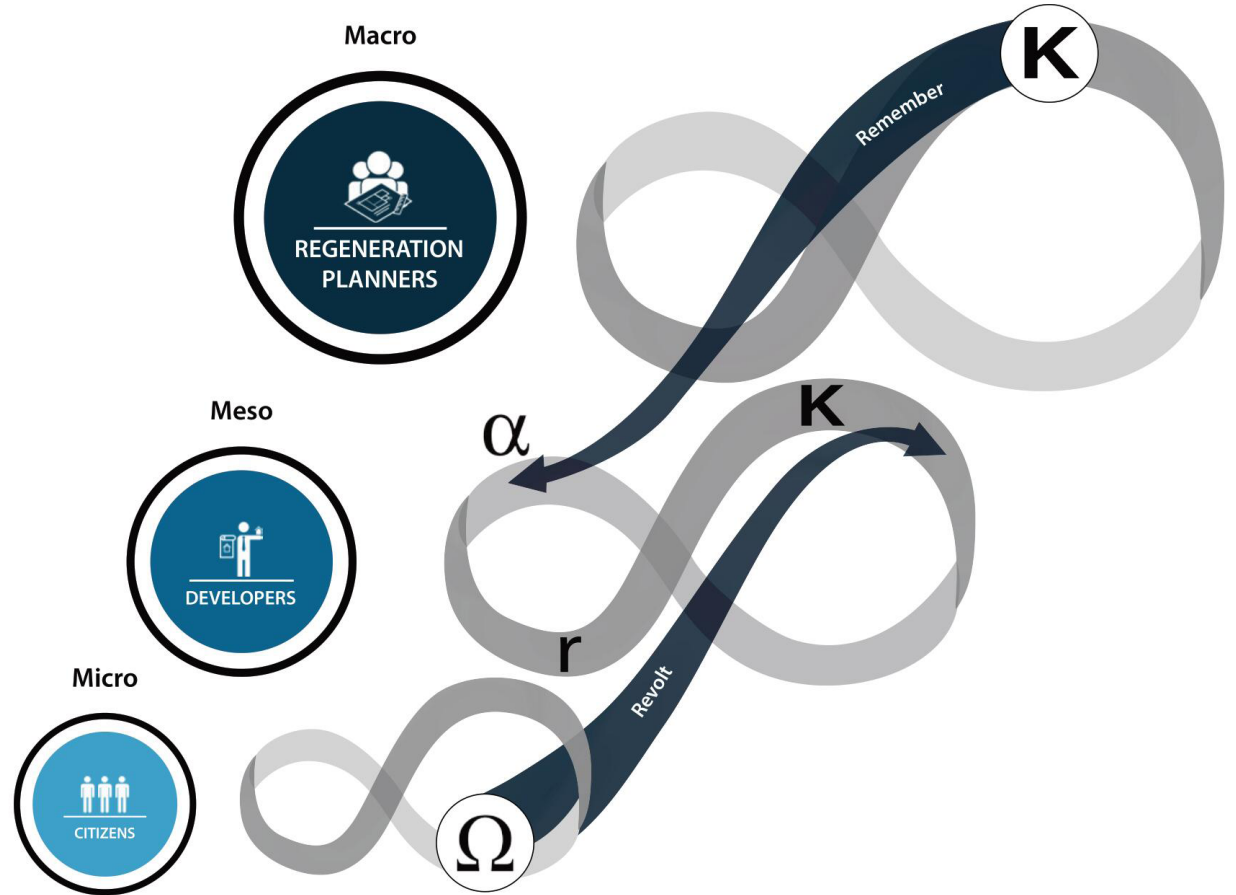 Macro
K
Remember
REGENERATION
PLANNERS
Meso
α
K
DEVELOPERS
r
Revolt
Micro
CITIZENS
Ω